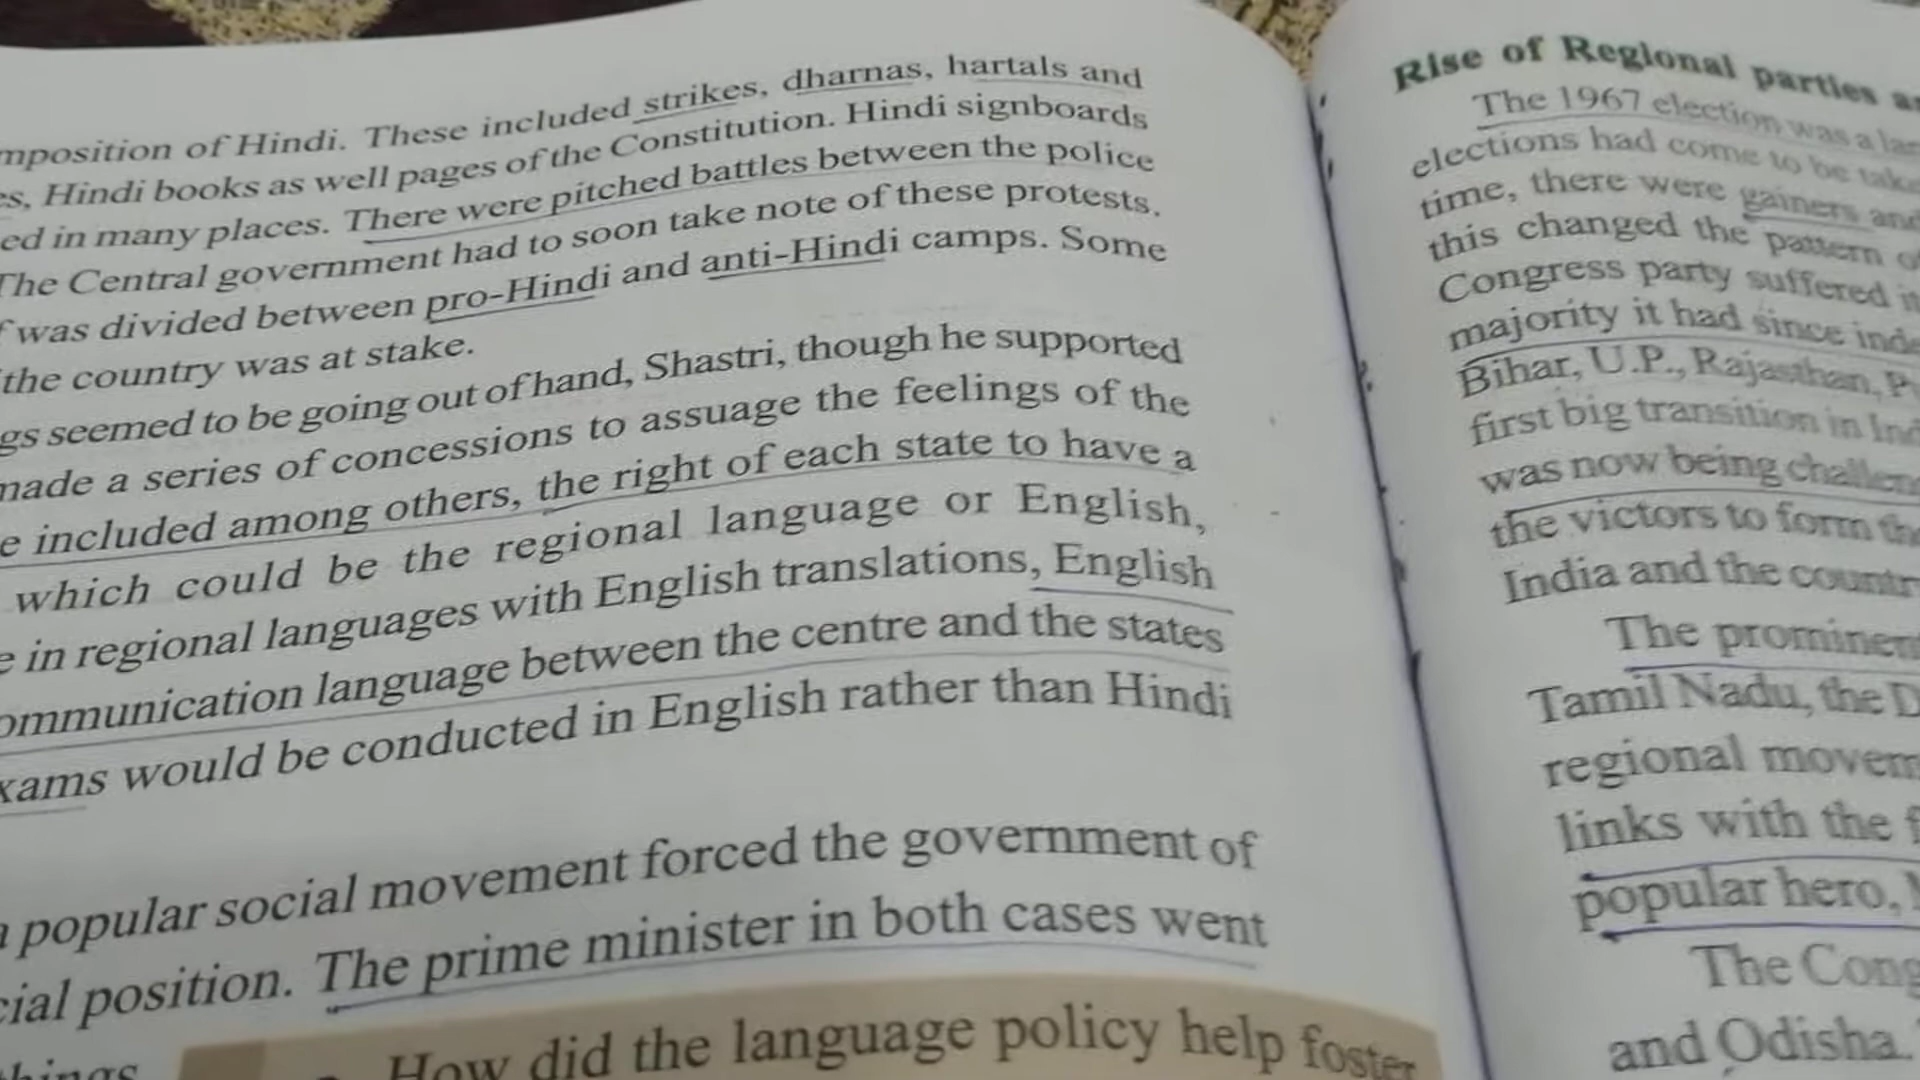 of Hindi. These included strikes, dharnas, hartals and
Hindi books as well pages of the Constitution. Hindi signboards
in many places. There were pitched battles between the police
The Central government had to soon take note of these protests.
was divided between pro-Hindi and anti-Hindi camps. Some
the country was at stake.
seemed to be going out of hand, Shastri, though he supported
made a series of concessions to assuage the feelings of the
included among others, the right of each state to have a
which could be the regional language or English,
in regional languages with English translations, English
communication language between the centre and the states
would be conducted in English rather than Hindi
popular social movement forced the government of
position. The prime minister in both cases went
How did the language policy help foster
Rise of Regional parties
The 1967 election was a
elections had come to be
time, there were gainers and
this changed the pattern
Congress party suffered
majority it had since
Bihar, U.P., Rajasthan,
first big transition in
was now being
the victors to form
India and the
The
Tamil Nadu, the
regional
links with the
popular hero,
The
and Odisha.